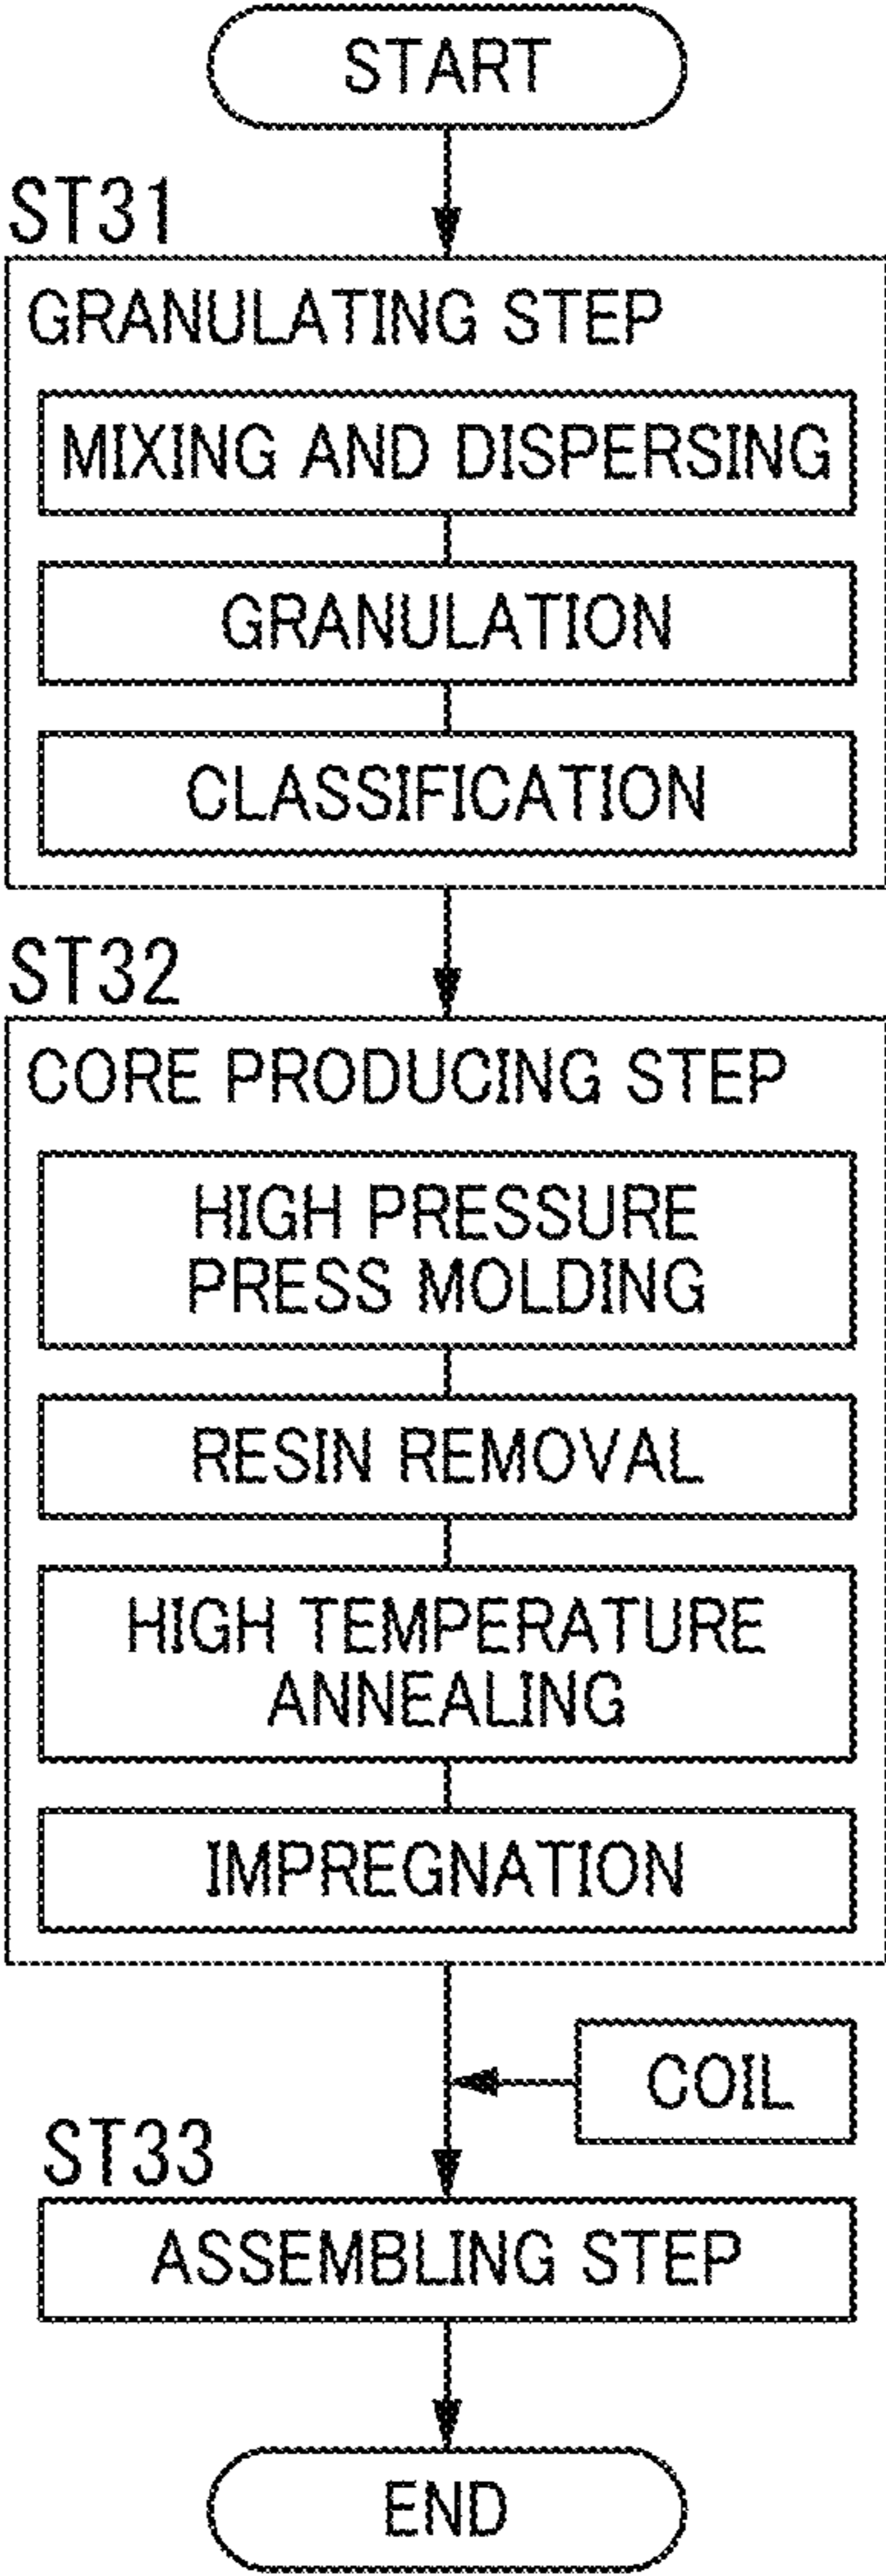 START
ST31
GRANULATING STEP
MIXING AND DISPERSING
GRANULATION
CLASSIFICATION
ST32
CORE PRODUCING STEP
HIGH PRESSURE
PRESS MOLDING
RESIN REMOVAL
HIGH TEMPERATURE
ANNEALING
IMPREGNATION
COIL
ST33
ASSEMBLING STEP
END